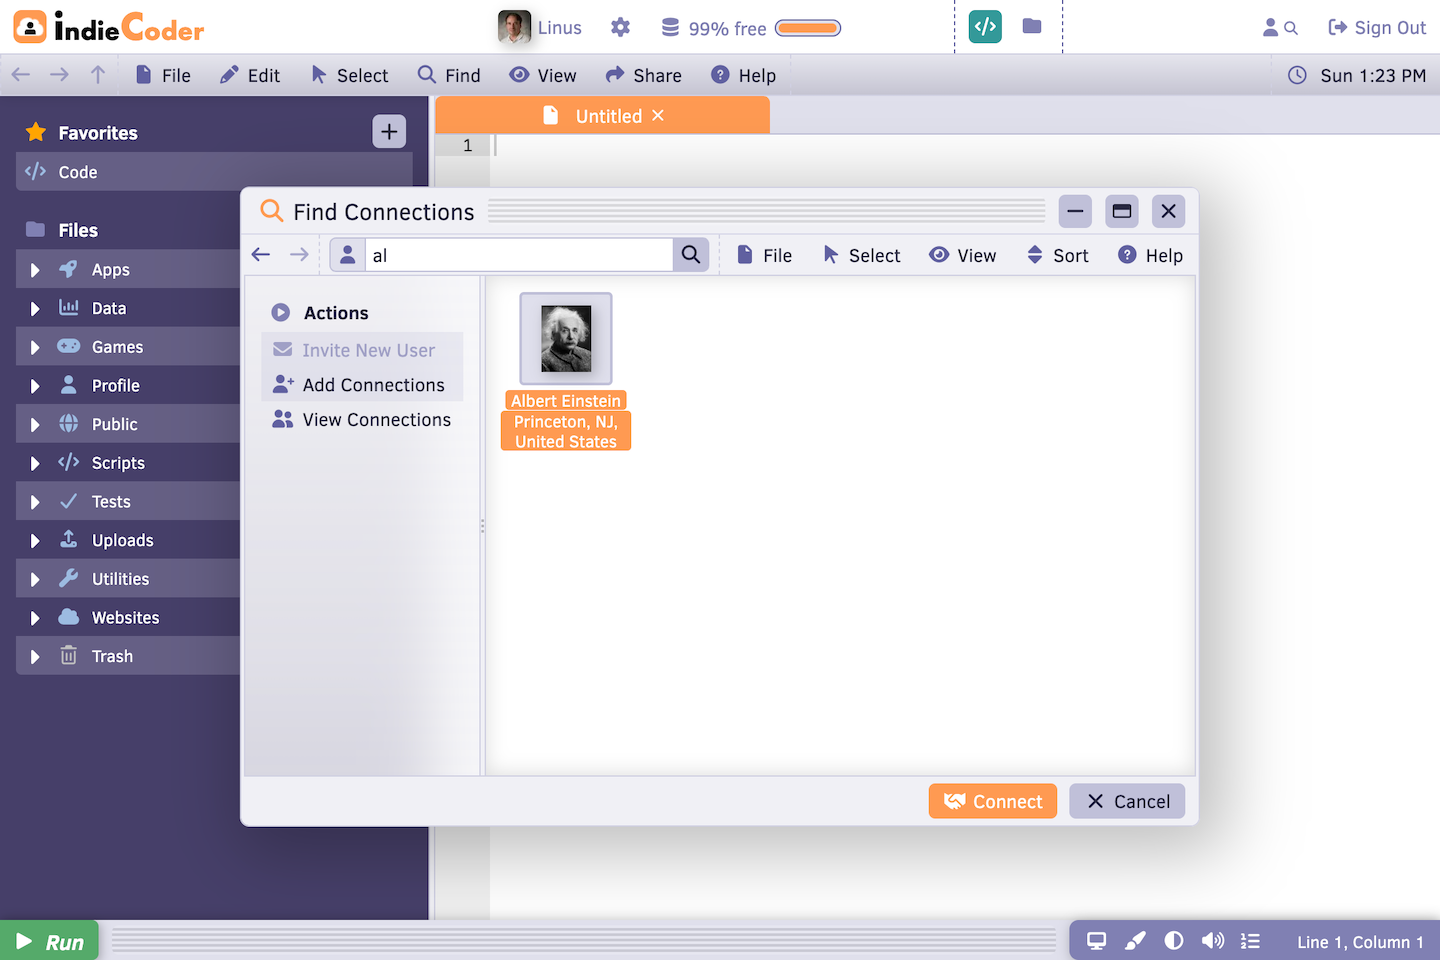 indieCoder
Linus
99% free
Sign Out
File
Edit
Select
Find
View
Share
Help
Sun 1:23 PM
Favorites
Code
Files
Apps
Data
Games
Profile
Public
Scripts
Tests
Uploads
Utilities
Websites
Trash
Untitled
1
Find Connections
al
File
Select
View
Sort
Help
Actions
Invite New User
Add Connections
View Connections
Albert Einstein
Princeton, NJ,
United States
Connect
Cancel
Run
Line 1, Column 1